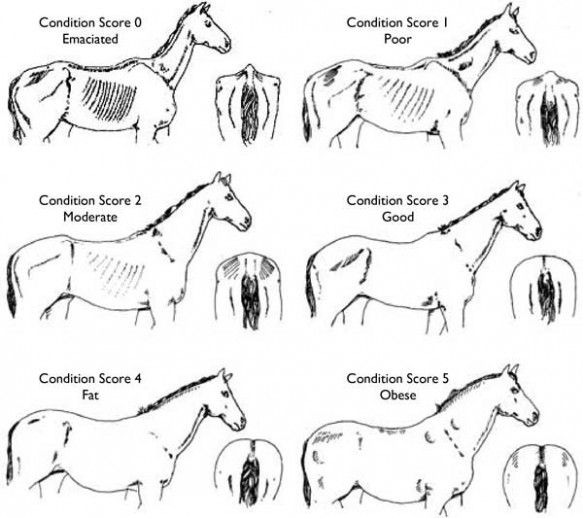 Condition Score 0
Emaciated
Condition Score 1
Poor
Condition Score 2
Moderate
Condition Score 3
Good
Condition Score 4
Fat
Condition Score 5
Obese